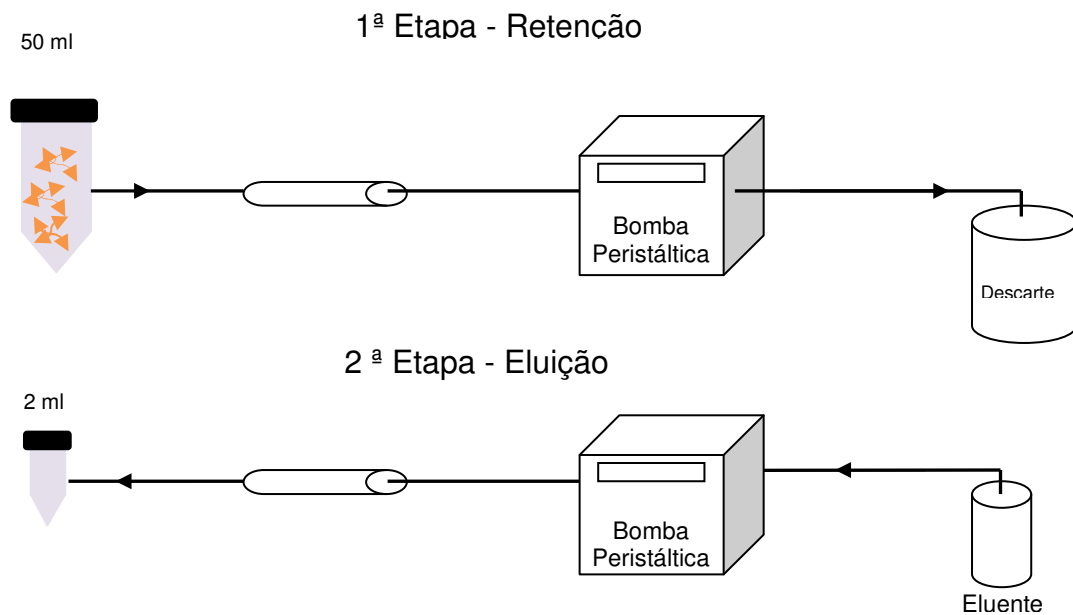 1ª Etapa - Retenção
50 ml
Bomba
Peristáltica
Descarte
2 ª Etapa - Eluição
2 ml
Bomba
Peristáltica
Eluente